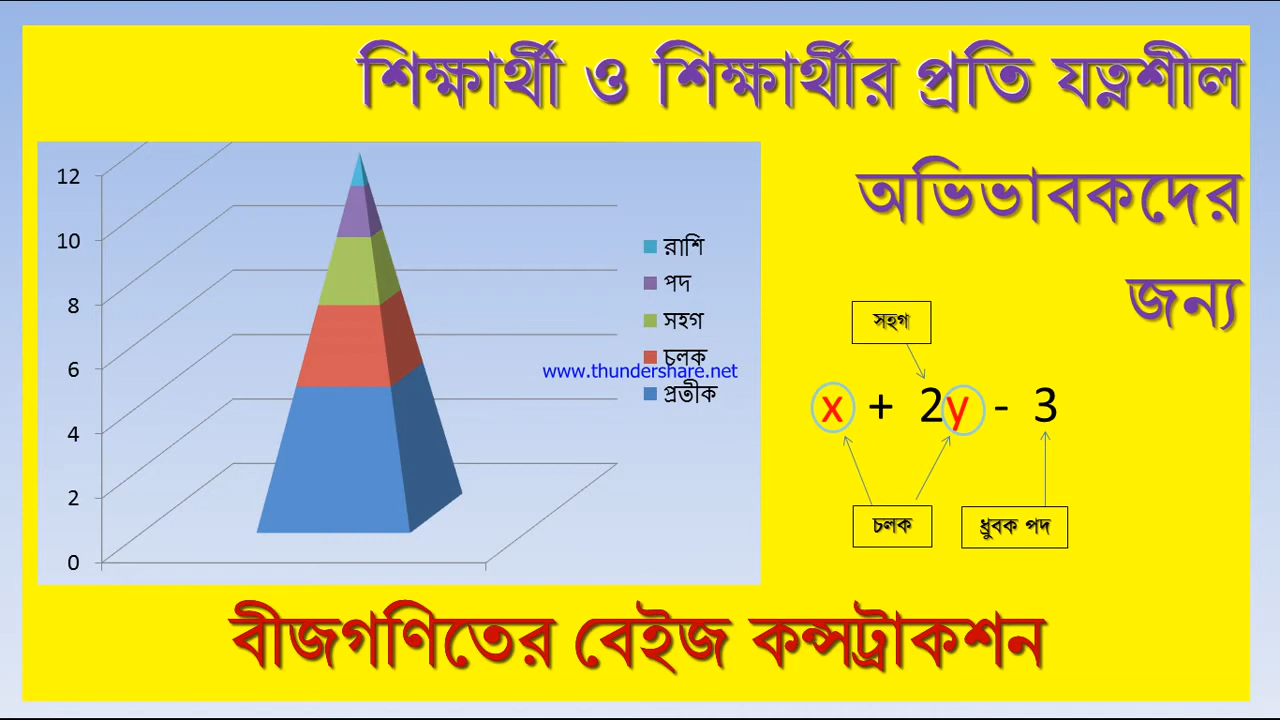 শিক্ষার্থী ও শিক্ষার্থীর প্রতি যত্নশীল
অভিভাবকদের
জন্য
12
10
8
6
4
2
0
রাশি
পদ
সহগ
চলক
প্রতীক
www.thundershare.net
সহগ
x + 2y - 3
চলক
ধ্রুবক পদ
বীজগণিতের বেইজ কন্সট্রাকশন